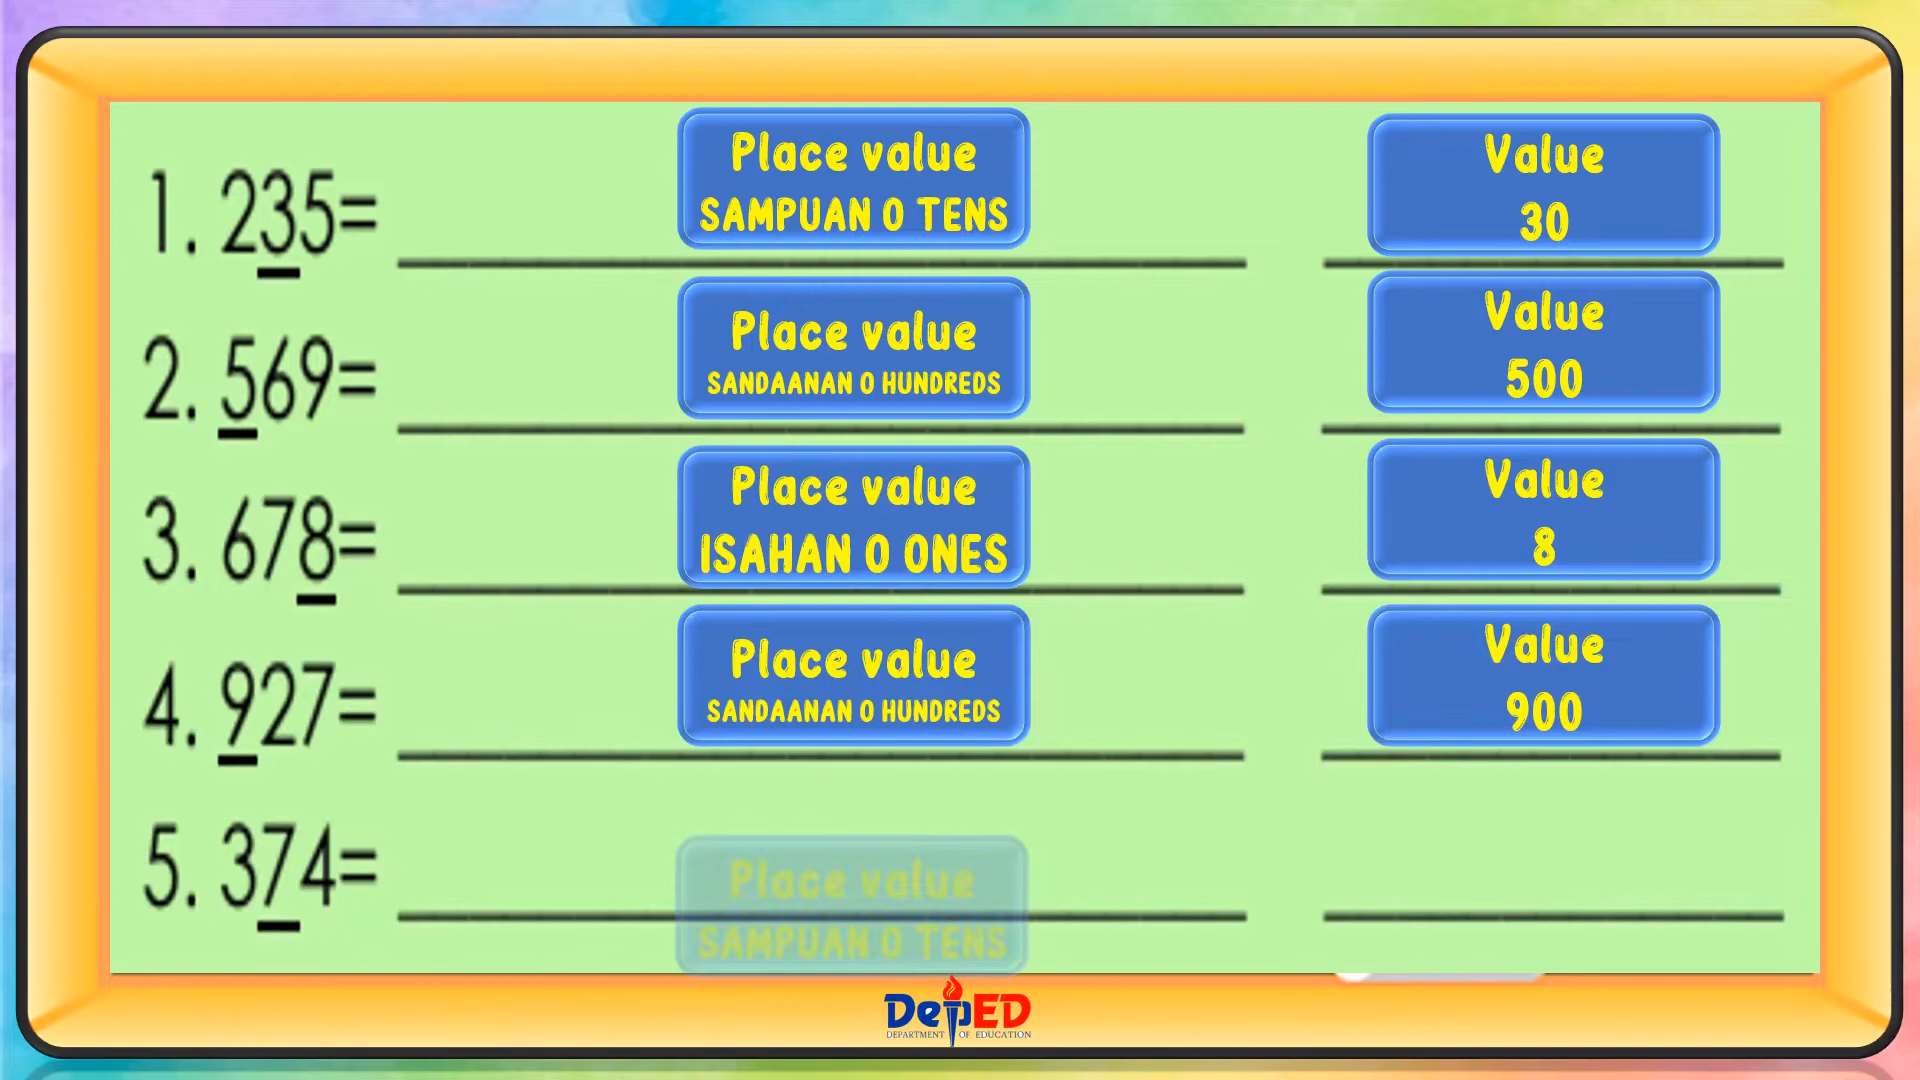 1. 235=
Place value
SAMPUAN O TENS
Value
30
2. 569=
Place value
SANDAANAN O HUNDREDS
Value
500
3. 678=
Place value
ISAHAN O ONES
Value
8
4. 927=
Place value
SANDAANAN O HUNDREDS
Value
900
5. 374=
Place value
SAMPUAN O TENS
DepED
DEPARTMENT OF EDUCATION